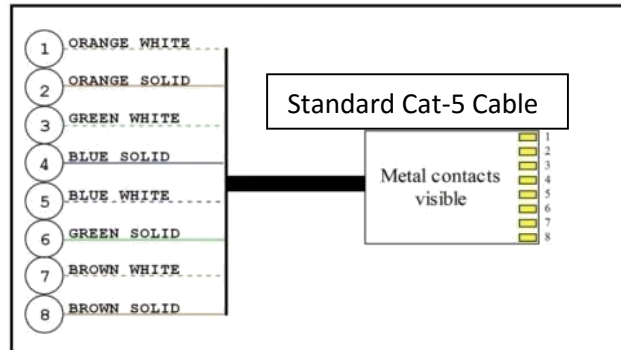 1 ORANGE WHITE
2 ORANGE SOLID
3 GREEN WHITE
4 BLUE SOLID
5 BLUE WHITE
6 GREEN SOLID
7 BROWN WHITE
8 BROWN SOLID
Standard Cat-5 Cable
Metal contacts
visible
1
2
3
4
5
6
7
8